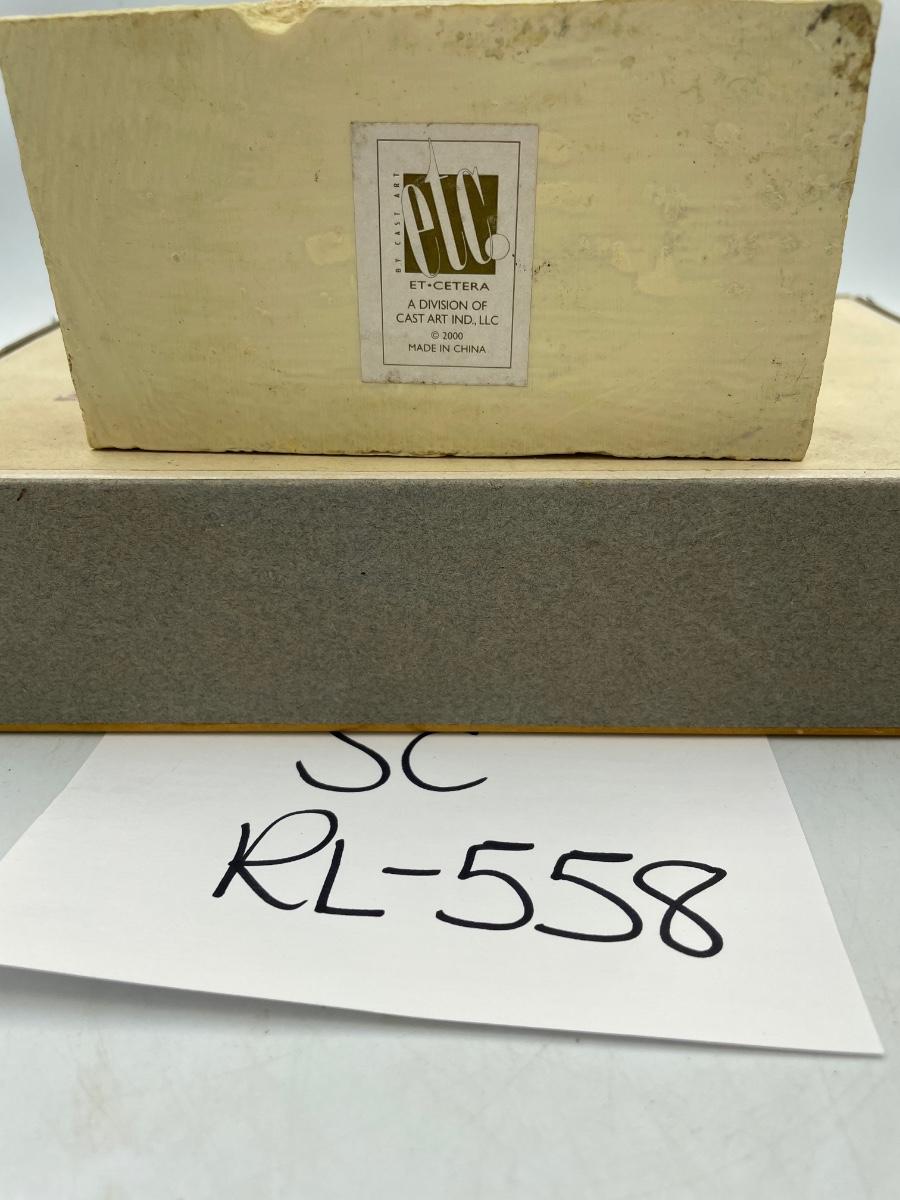 BY CAST ART
etc.
ET•CETERA
A DIVISION OF
CAST ART IND., LLC
© 2000
MADE IN CHINA
SC
RL-558